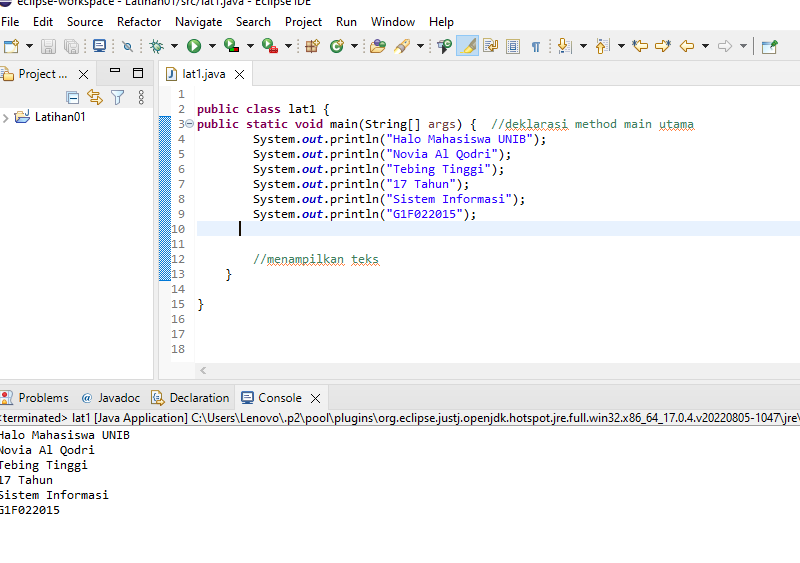 eclipse-workspace - Latihan01/src/lat1.java - Eclipse IDE
File Edit Source Refactor Navigate Search Project Run Window Help
Project ...
lat1.java
Latihan01
1
2 public class lat1 {
3 public static void main(String[] args) { //deklarasi method main utama
4 System.out.println("Halo Mahasiswa UNIB");
5 System.out.println("Novia Al Qodri");
6 System.out.println("Tebing Tinggi");
7 System.out.println("17 Tahun");
8 System.out.println("Sistem Informasi");
9 System.out.println("G1F022015");
10
11
12 //menampilkan teks
13 }
14
15 }
16
17
18
Problems @ Javadoc Declaration Console
<terminated> lat1 [Java Application] C:\Users\Lenovo\.p2\pool\plugins\org.eclipse.justj.openjdk.hotspot.jre.full.win32.x86_64_17.0.4.v20220805-1047\jre\
Halo Mahasiswa UNIB
Novia Al Qodri
Tebing Tinggi
17 Tahun
Sistem Informasi
G1F022015